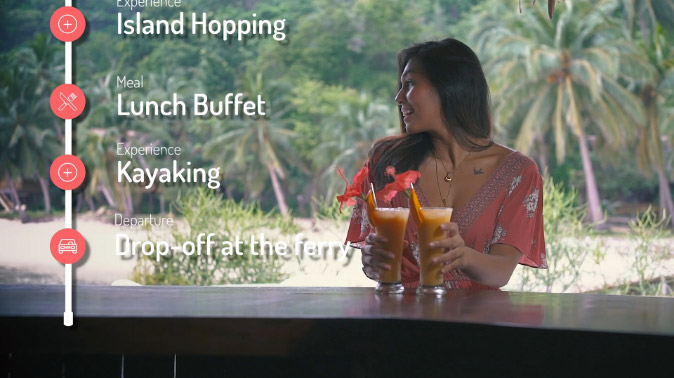 Experience
Island Hopping
Meal
Lunch Buffet
Experience
Kayaking
Departure
Drop-off at the ferry